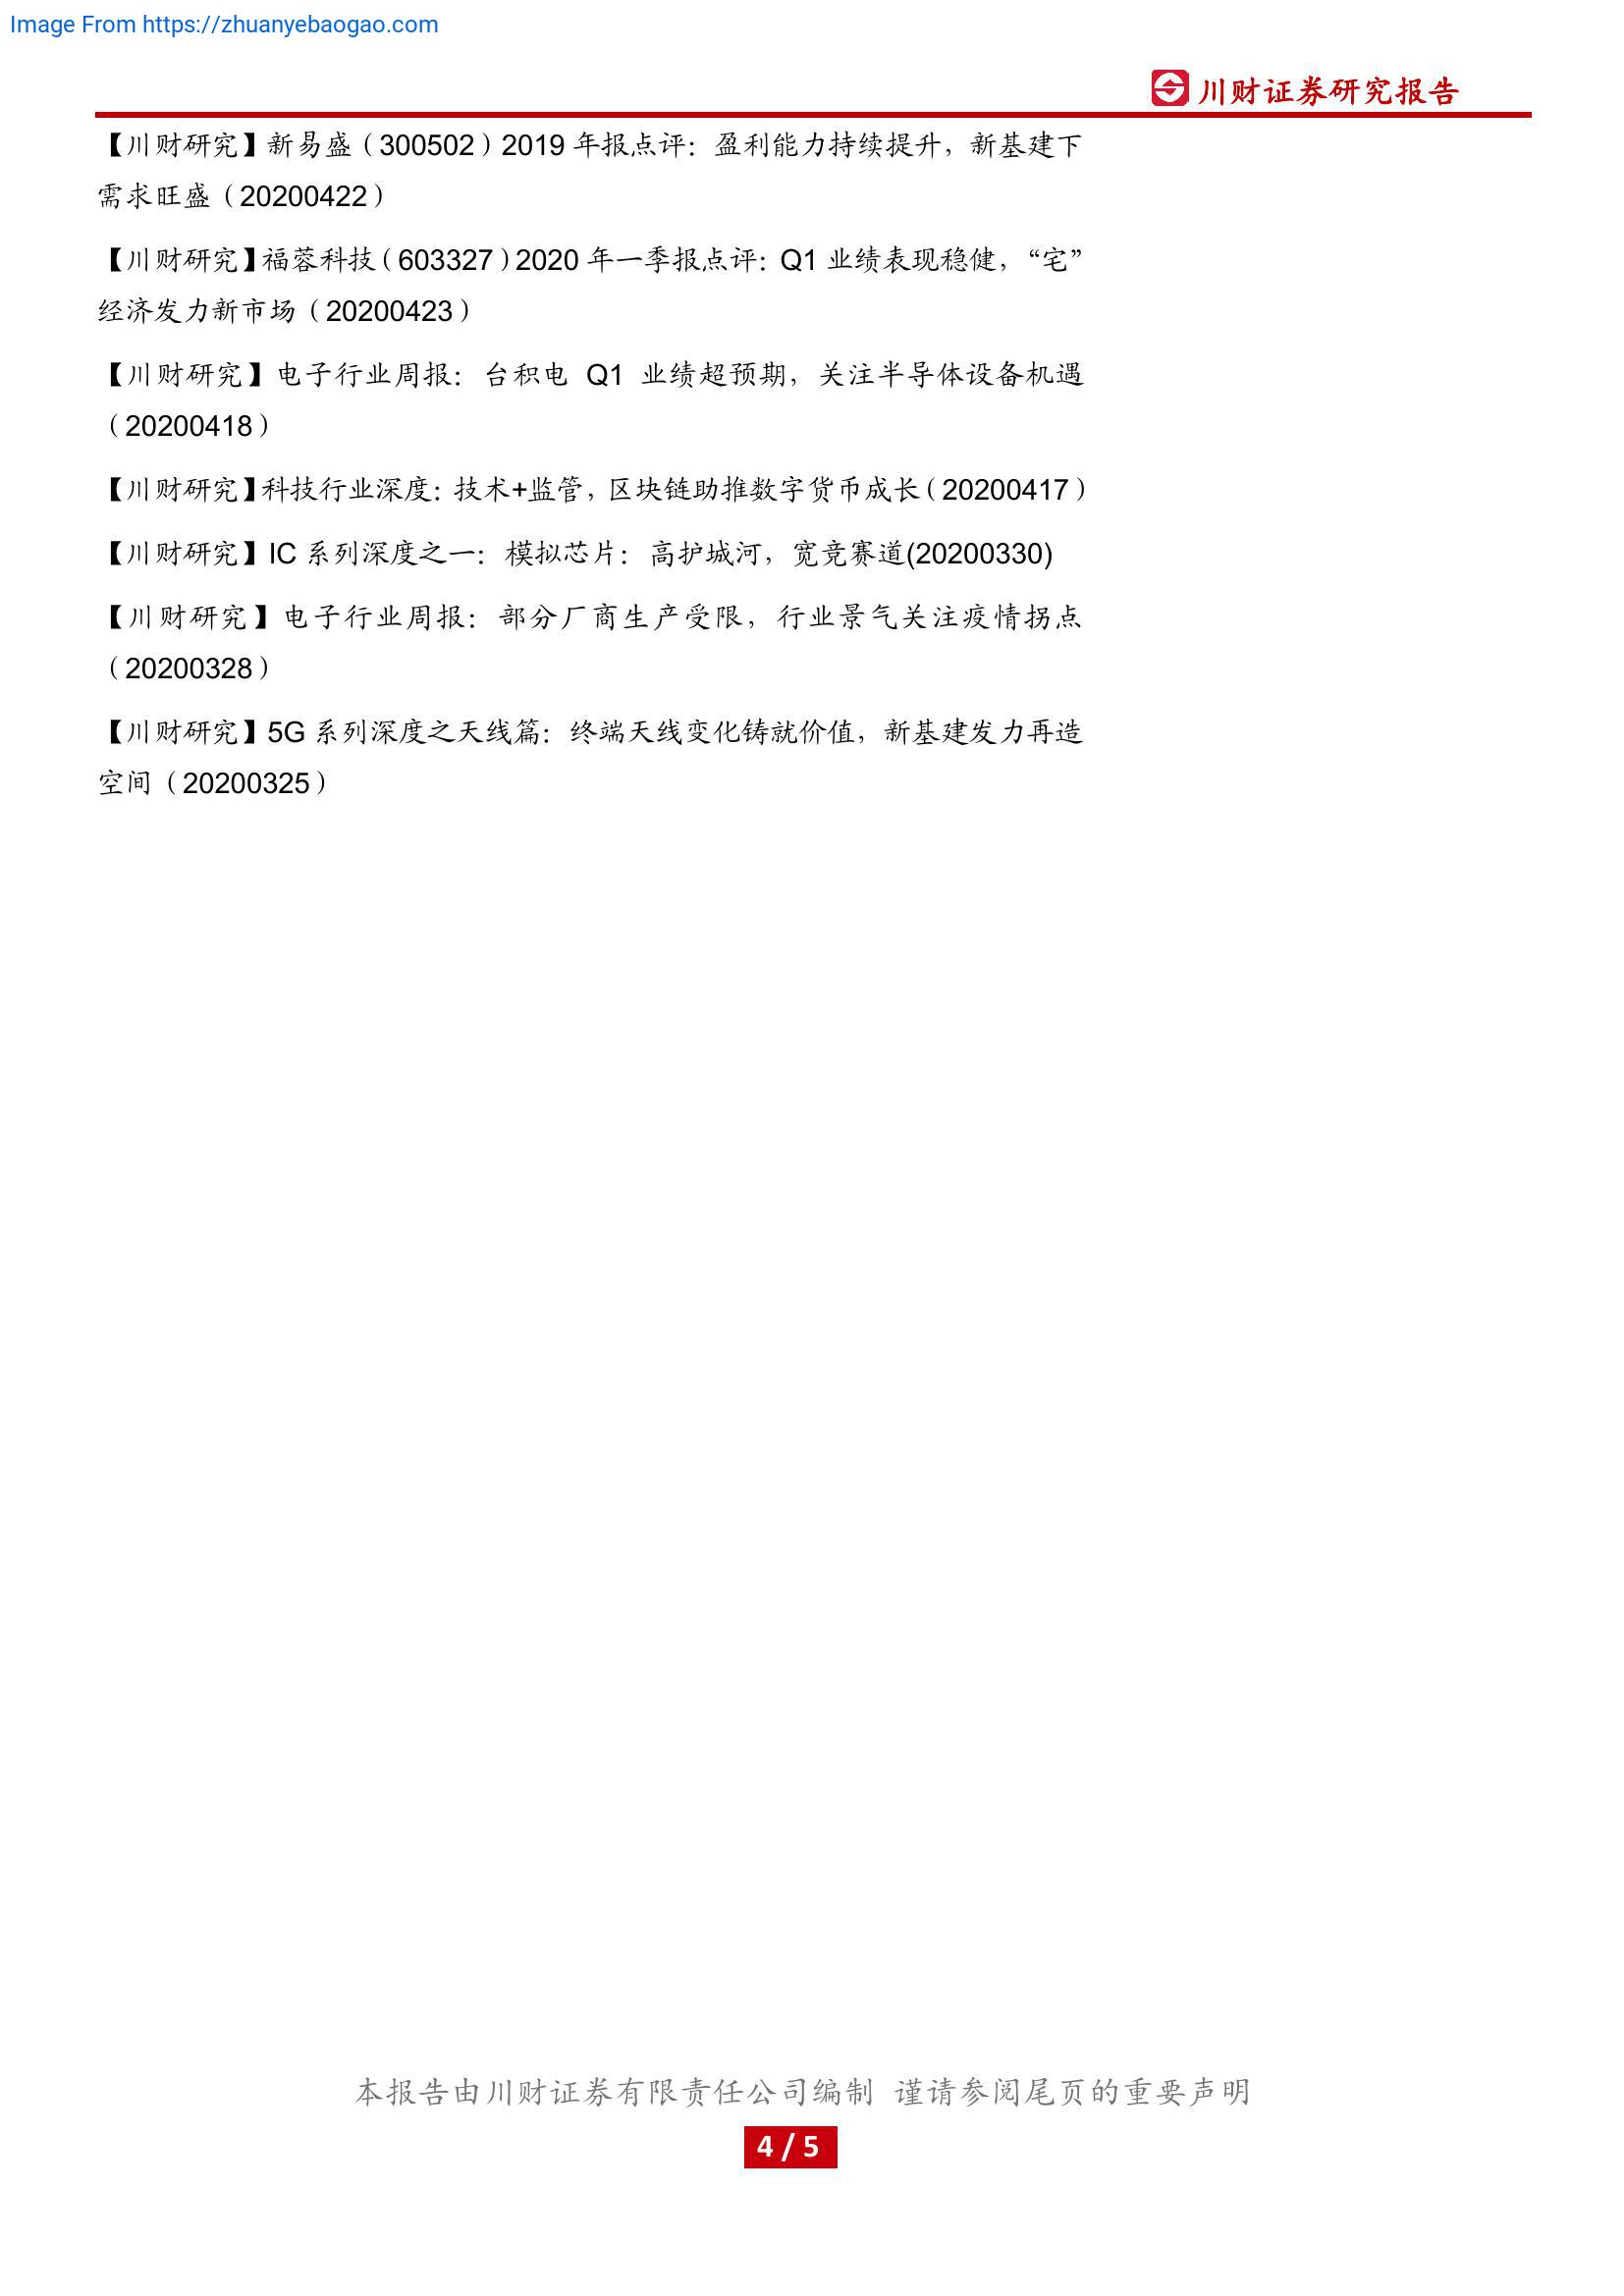 Image From https://zhuanyebaogao.com
川财证券研究报告
【川财研究】新易盛（300502）2019 年报点评：盈利能力持续提升，新基建下
需求旺盛（20200422）
【川财研究】福蓉科技（603327）2020 年一季报点评：Q1 业绩表现稳健，“宅”
经济发力新市场（20200423）
【川财研究】电子行业周报：台积电 Q1 业绩超预期，关注半导体设备机遇
（20200418）
【川财研究】科技行业深度：技术+监管，区块链助推数字货币成长（20200417）
【川财研究】IC 系列深度之一：模拟芯片：高护城河，宽竞赛道(20200330)
【川财研究】电子行业周报：部分厂商生产受限，行业景气关注疫情拐点
（20200328）
【川财研究】5G 系列深度之天线篇：终端天线变化铸就价值，新基建发力再造
空间（20200325）
本报告由川财证券有限责任公司编制 谨请参阅尾页的重要声明
4 / 5